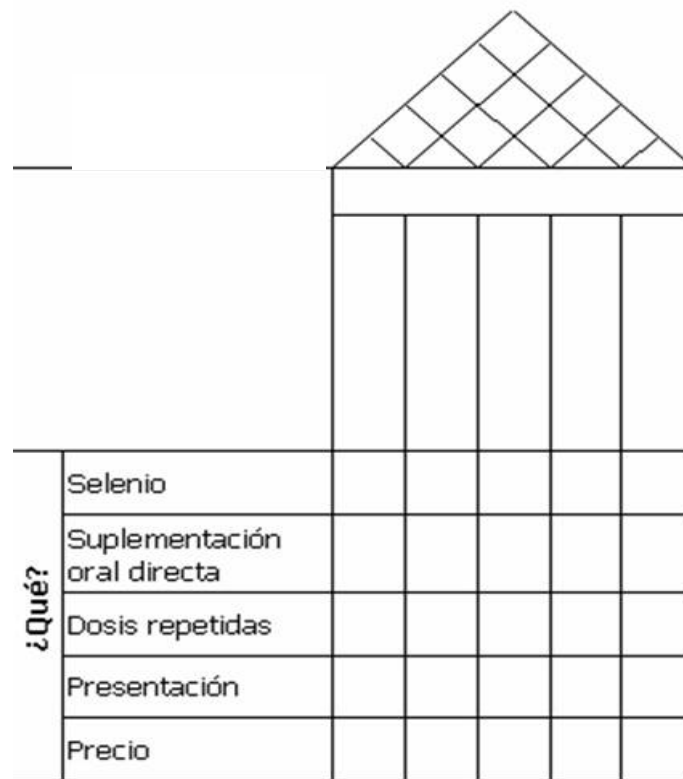 ¿Qué?
Selenio
Suplementación
oral directa
Dosis repetidas
Presentación
Precio